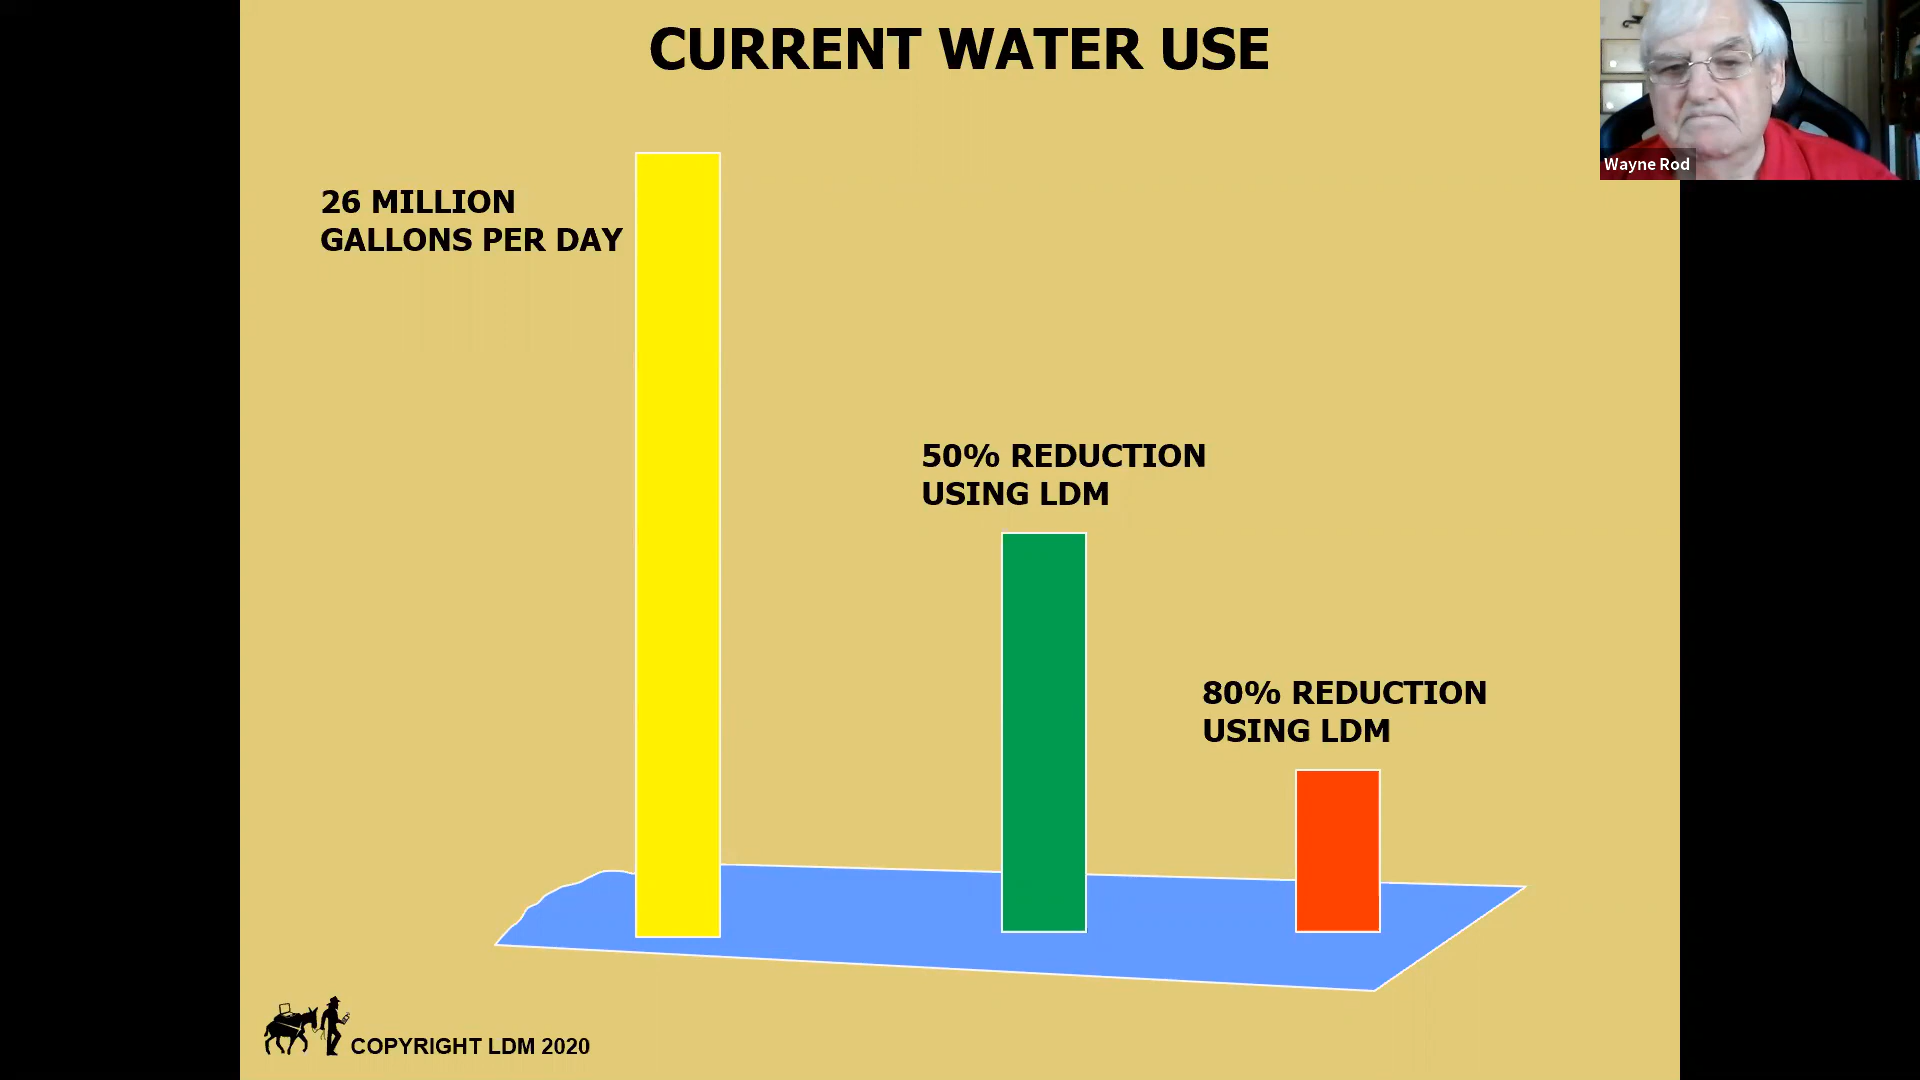 CURRENT WATER USE
Wayne Rod
26 MILLION
GALLONS PER DAY
50% REDUCTION
USING LDM
80% REDUCTION
USING LDM
COPYRIGHT LDM 2020